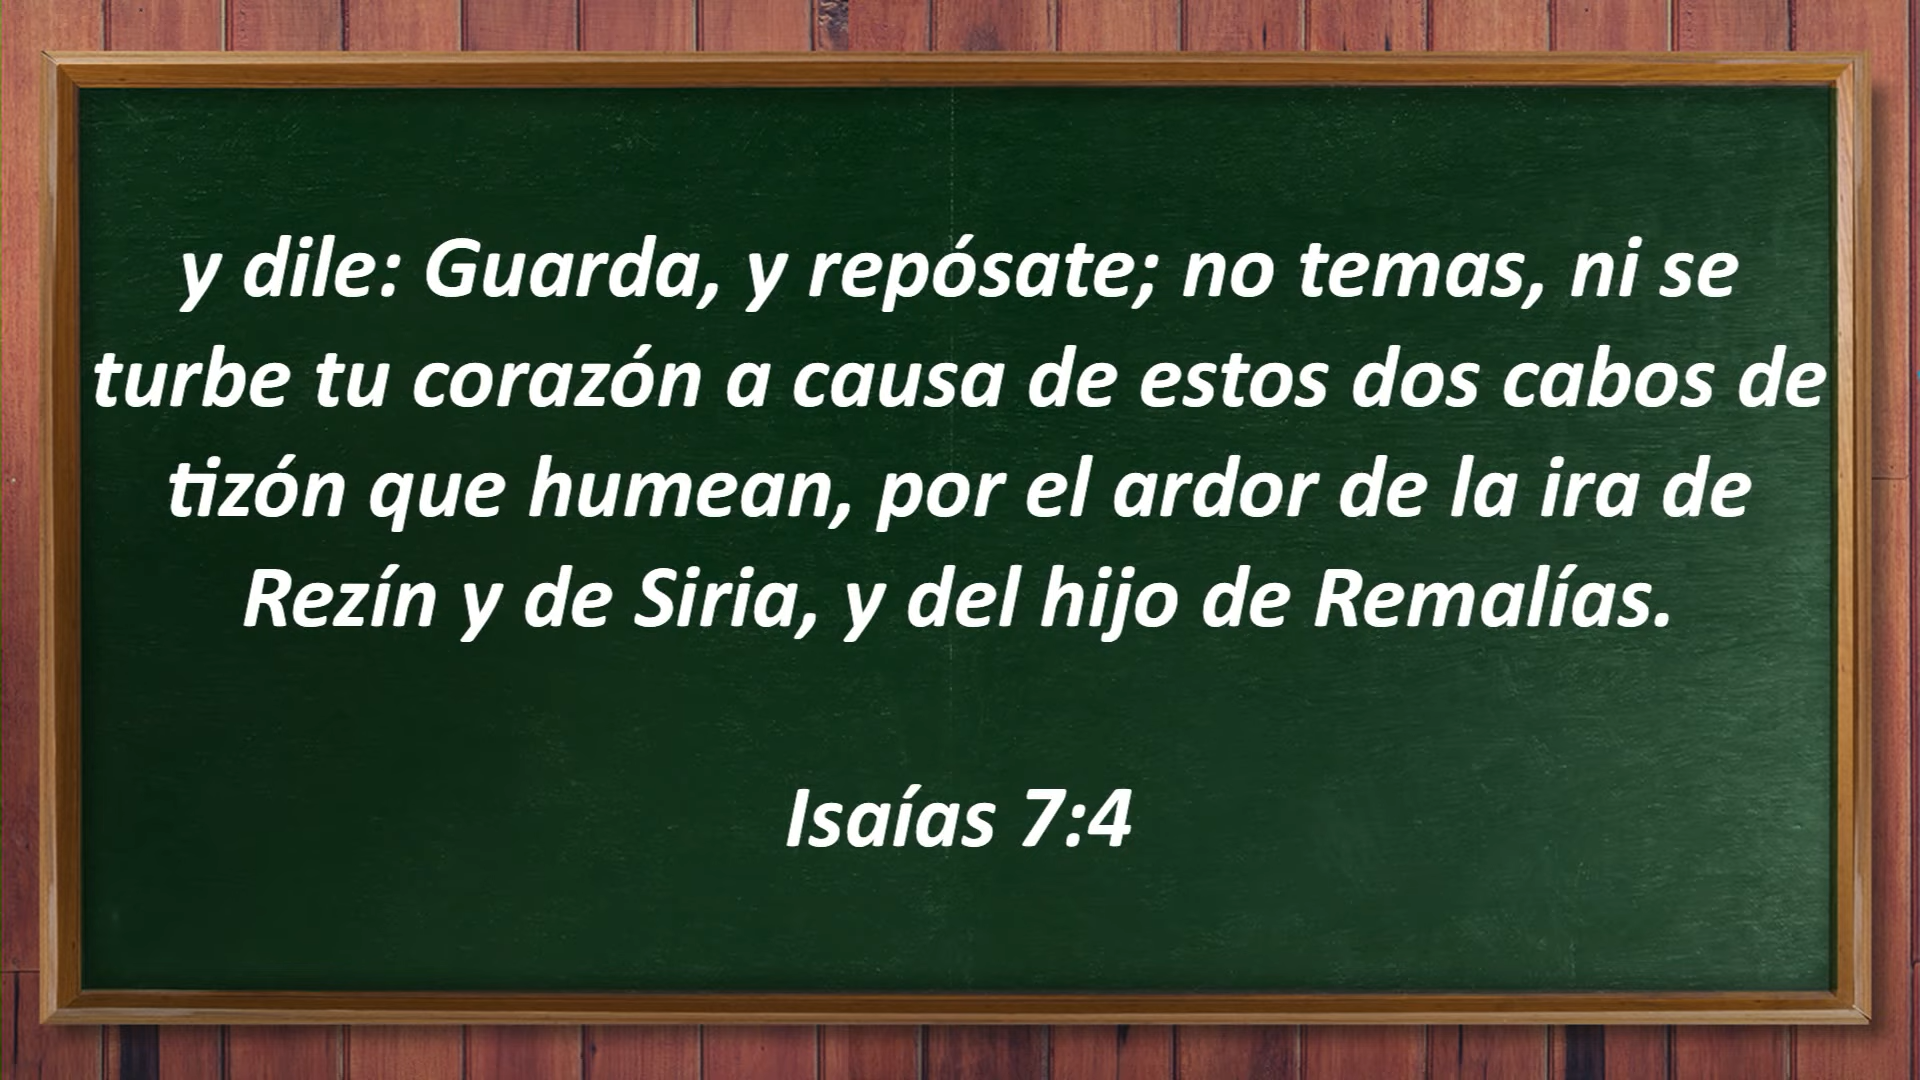 y dile: Guarda, y repósate; no temas, ni se
turbe tu corazón a causa de estos dos cabos de
tizón que humean, por el ardor de la ira de
Rezín y de Siria, y del hijo de Remalías.
Isaías 7:4